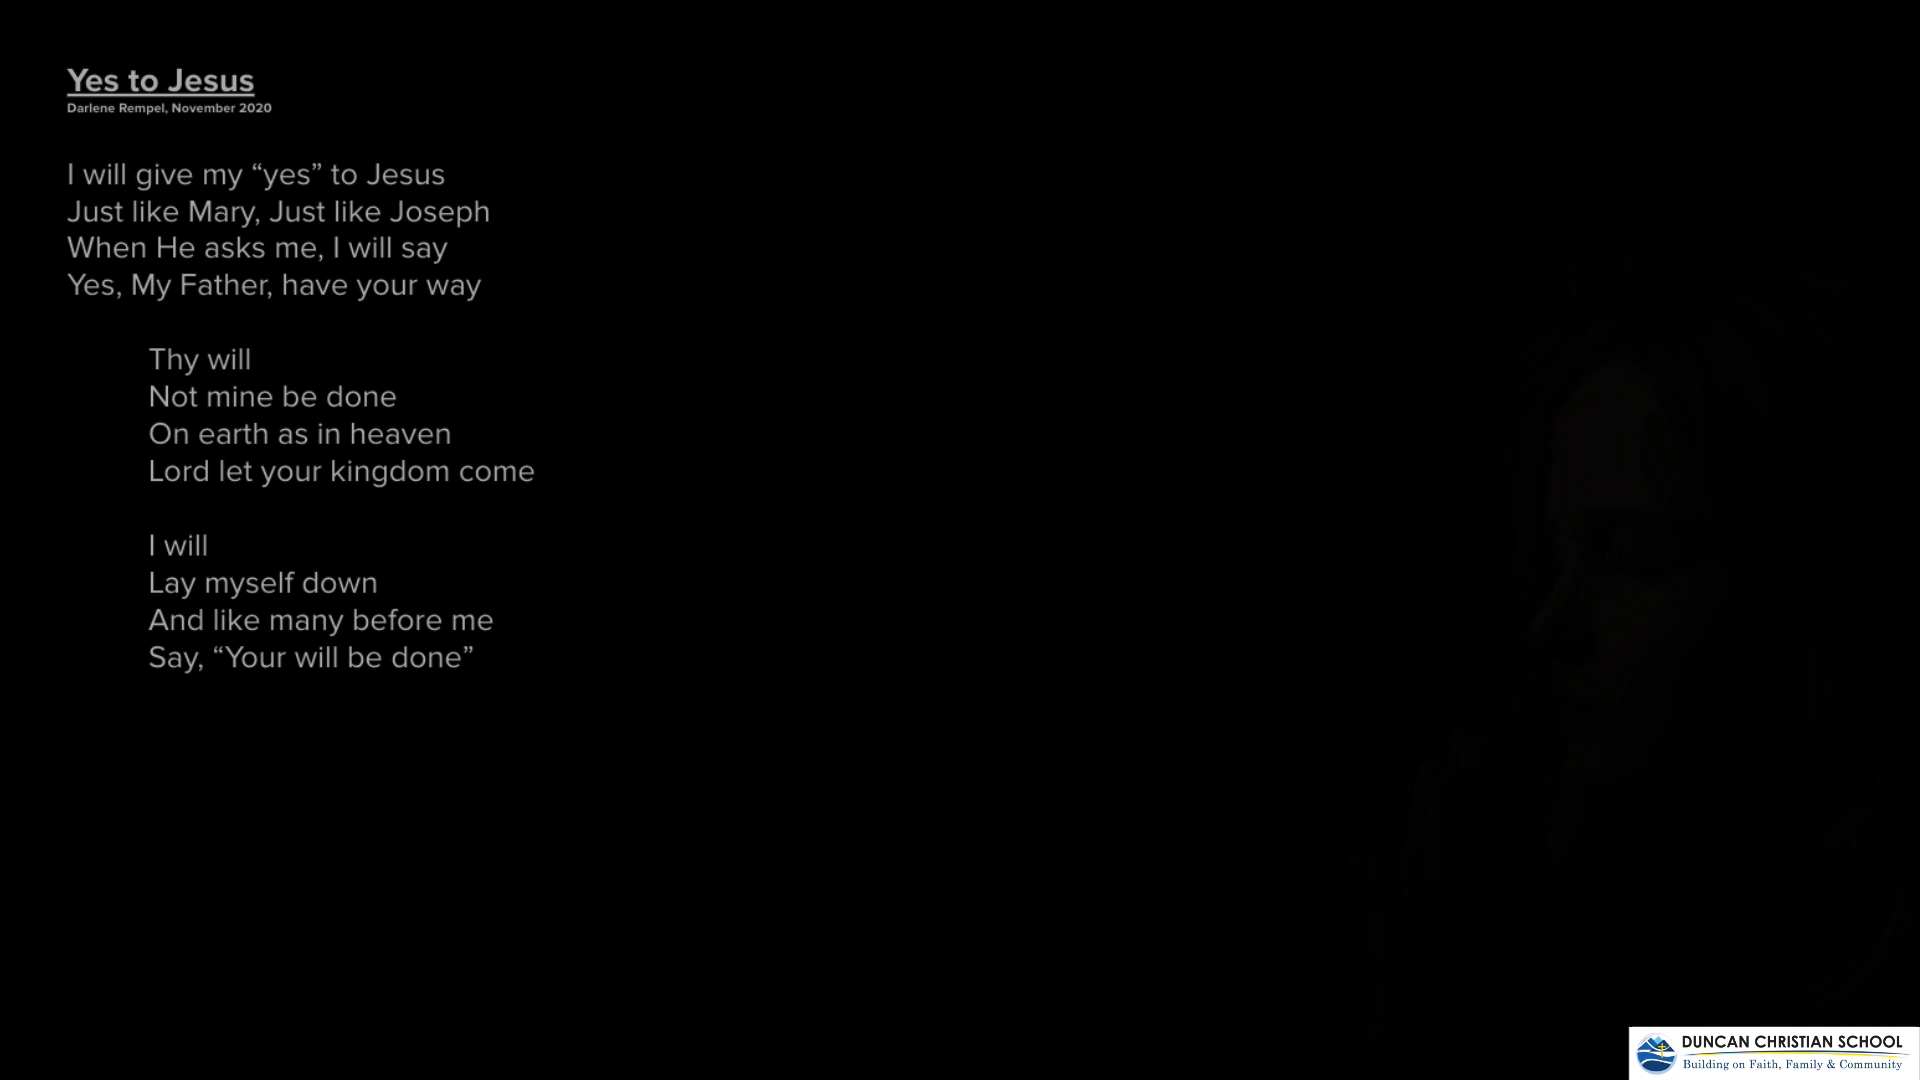 Yes to Jesus
Darlene Rempel, November 2020
I will give my “yes” to Jesus
Just like Mary, Just like Joseph
When He asks me, I will say
Yes, My Father, have your way
Thy will
Not mine be done
On earth as in heaven
Lord let your kingdom come
I will
Lay myself down
And like many before me
Say, “Your will be done”
DUNCAN CHRISTIAN SCHOOL
Building on Faith, Family & Community